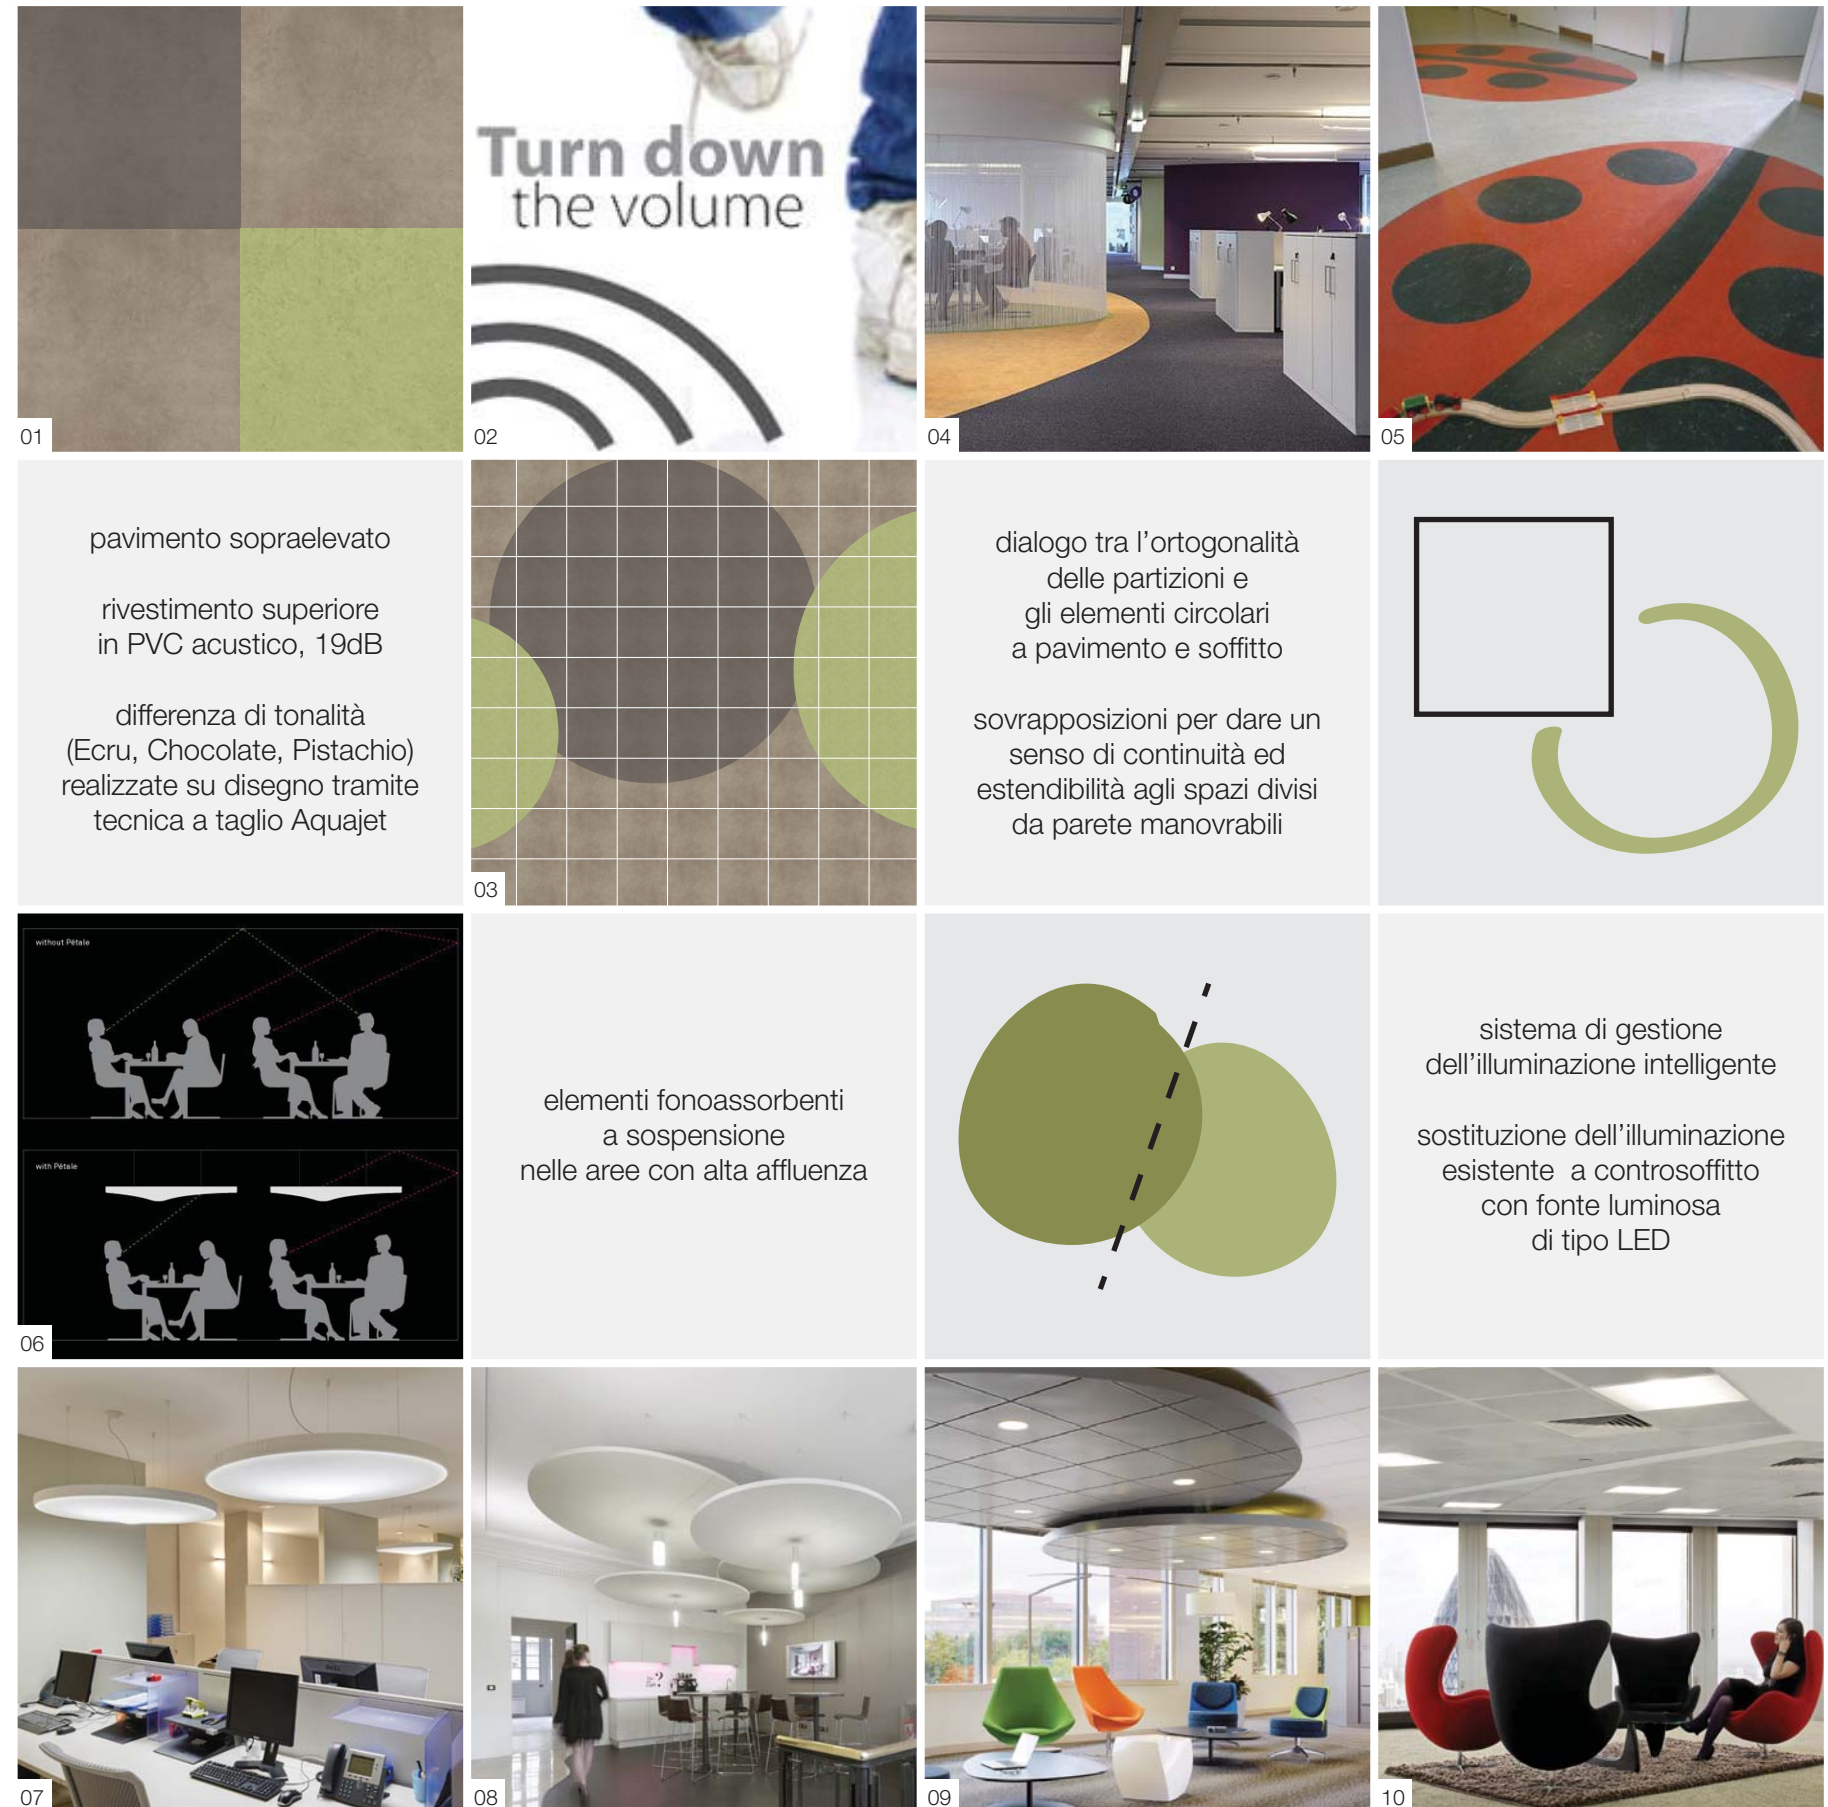 Turn down
the volume
01
02
04
05
pavimento sopraelevato
rivestimento superiore
in PVC acustico, 19dB
differenza di tonalità
(Ecru, Chocolate, Pistachio)
realizzate su disegno tramite
tecnica a taglio Aquajet
03
dialogo tra l'ortogonalità
delle partizioni e
gli elementi circolari
a pavimento e soffitto
sovrapposizioni per dare un
senso di continuità ed
estendibilità agli spazi divisi
da parete manovrabili
without Pétale
with Pétale
06
elementi fonoassorbenti
a sospensione
nelle aree con alta affluenza
sistema di gestione
dell'illuminazione intelligente
sostituzione dell'illuminazione
esistente a controsoffitto
con fonte luminosa
di tipo LED
07
08
09
10